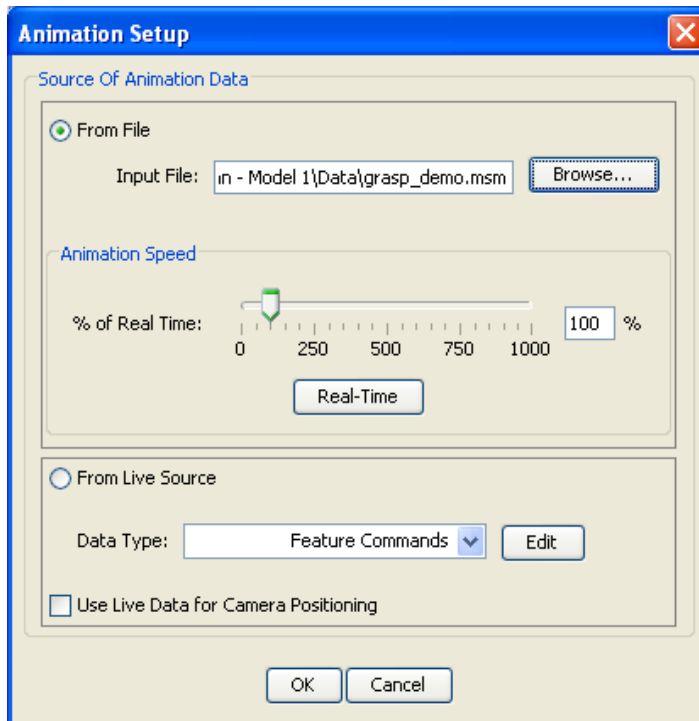 Animation Setup
Source Of Animation Data
From File
Input File: in - Model 1\Data\grasp_demo.msm Browse...
Animation Speed
% of Real Time: 100 %
0 250 500 750 1000
Real-Time
From Live Source
Data Type: Feature Commands Edit
Use Live Data for Camera Positioning
OK Cancel